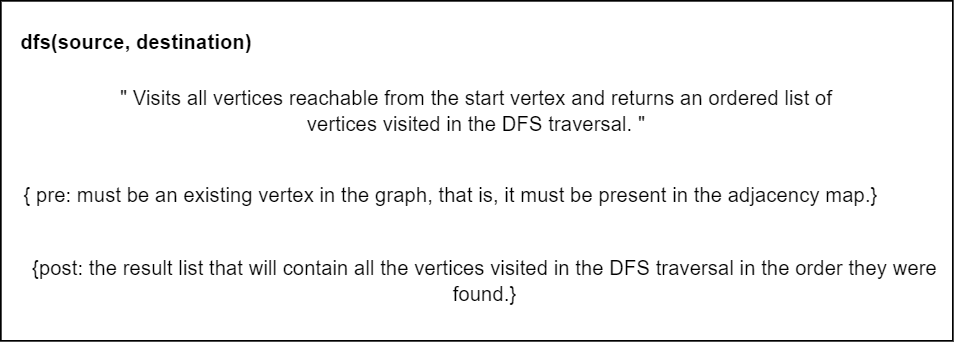 dfs(source, destination)
" Visits all vertices reachable from the start vertex and returns an ordered list of
vertices visited in the DFS traversal. "
{ pre: must be an existing vertex in the graph, that is, it must be present in the adjacency map.}
{post: the result list that will contain all the vertices visited in the DFS traversal in the order they were
found.}